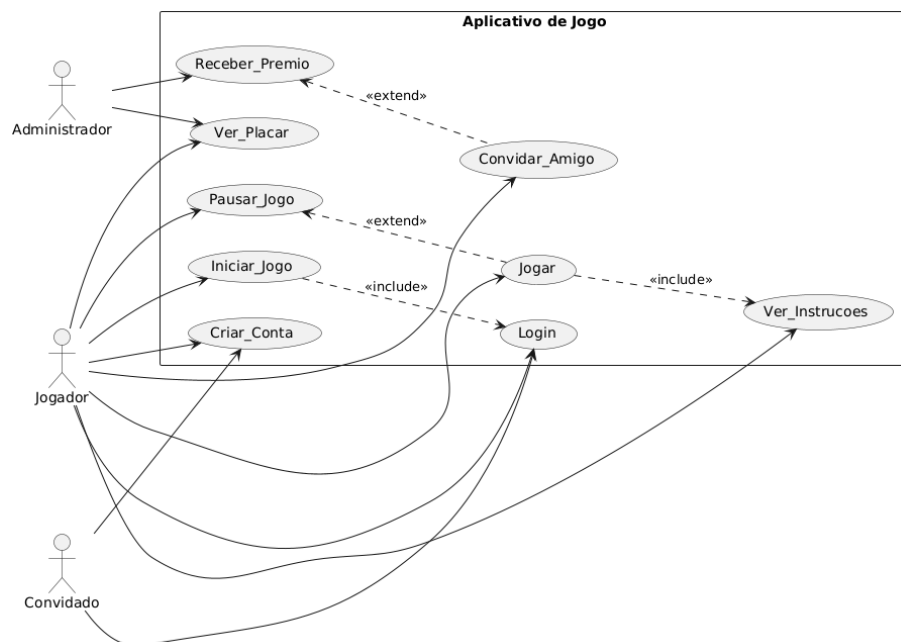 Aplicativo de Jogo
Receber_Premio
«extend»
Administrador
Ver_Placar
Convidar_Amigo
Pausar_Jogo
«extend»
Iniciar_Jogo
Jogar
«include»
«include»
Ver_Instrucoes
Criar_Conta
Login
Jogador
Convidado